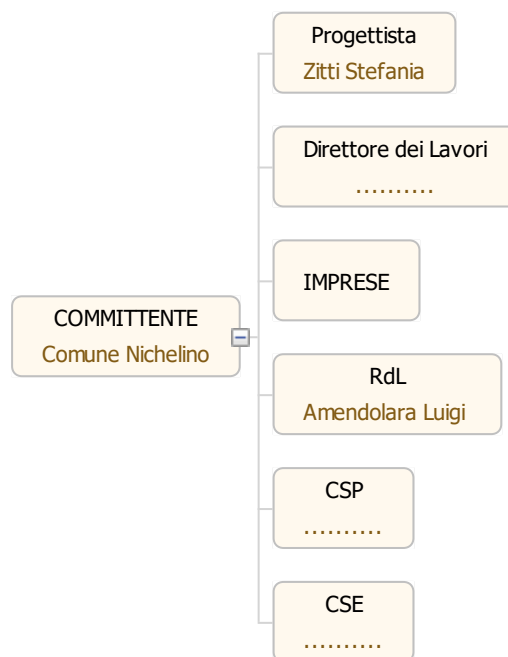 Progettista
Zitti Stefania
Direttore dei Lavori
..........
IMPRESE
COMMITTENTE
Comune Nichelino
RdL
Amendolara Luigi
CSP
..........
CSE
..........